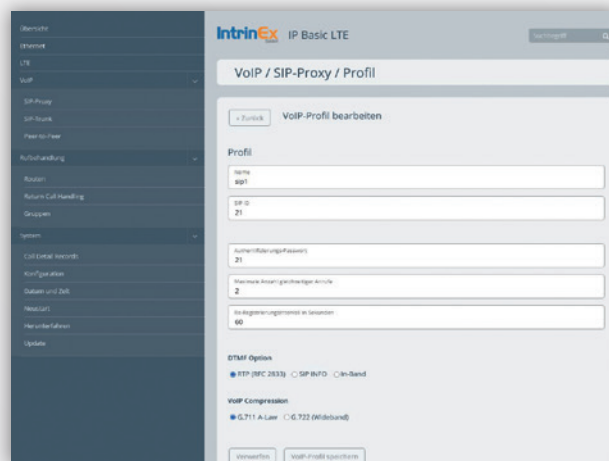 Übersicht
Ethernet
LTE
VoIP
SIP-Proxy
SIP-Trunk
Peer-to-Peer
Rufbehandlung
Routen
Return Call Handling
Gruppen
System
Call Detail Records
Konfiguration
Datum und Zeit
Neustart
Herunterfahren
Update
IntrinEx IP Basic LTE
Suchbegriff
VoIP / SIP-Proxy / Profil
« Zurück VoIP-Profil bearbeiten
Profil
Name
sip1
SIP ID
21
Authentifizierungs-Passwort
21
Maximale Anzahl gleichzeitiger Anrufe
2
Re-Registrierungsintervall in Sekunden
60
DTMF Option
RTP (RFC 2833) SIP INFO In-Band
VoIP Compression
G.711 A-Law G.722 (Wideband)
Verwerfen VoIP-Profil speichern